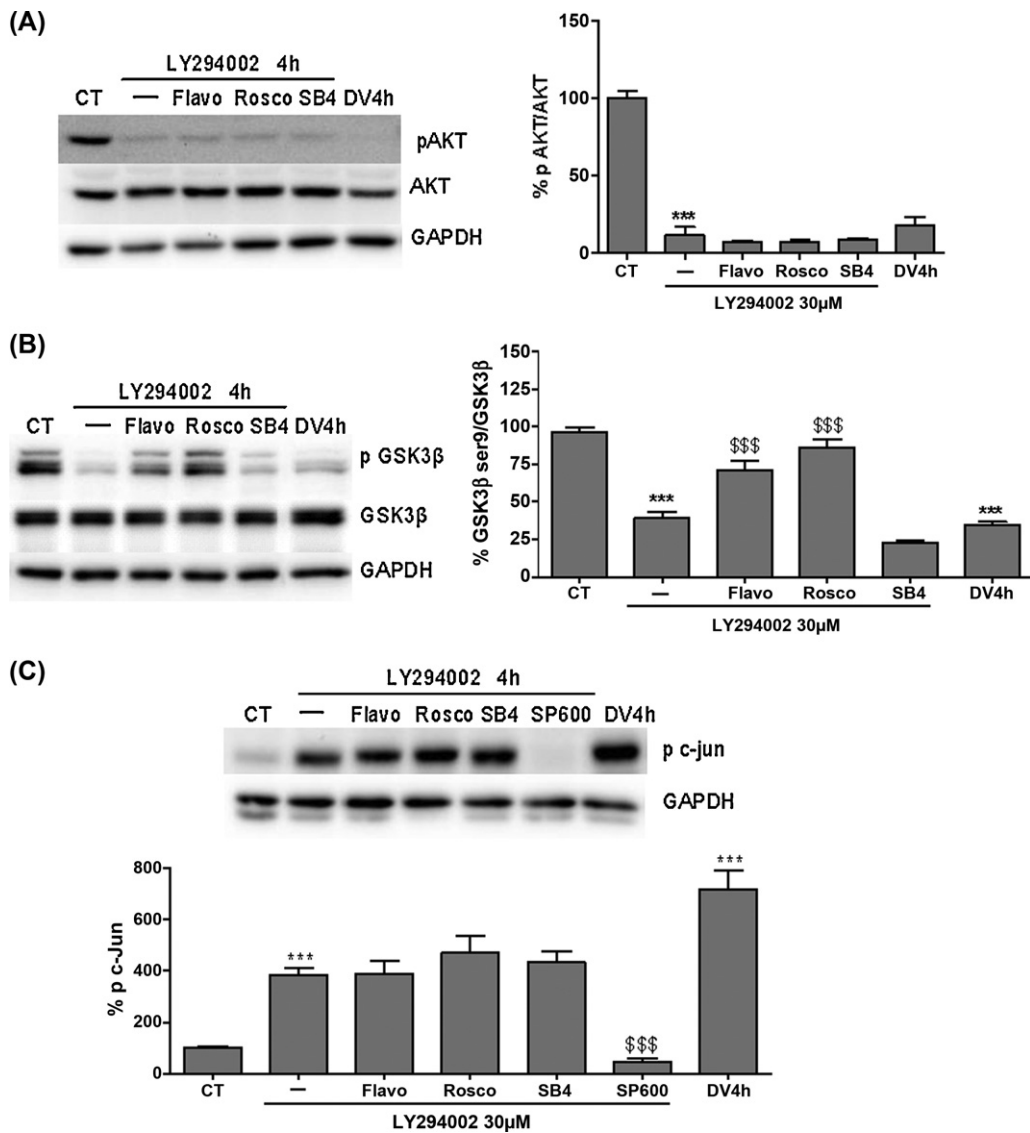 (A)
LY294002 4h
CT — Flavo Rosco SB4 DV4h
pAKT
AKT
GAPDH
% p AKT/AKT
150
100
50
0
CT — Flavo Rosco SB4 DV4h
LY294002 30µM
(B)
LY294002 4h
CT — Flavo Rosco SB4 DV4h
p GSK3β
GSK3β
GAPDH
% GSK3β ser9/GSK3β
150
125
100
75
50
25
0
***
$$$
$$$
***
CT — Flavo Rosco SB4 DV4h
LY294002 30µM
(C)
LY294002 4h
CT — Flavo Rosco SB4 SP600 DV4h
p c-jun
GAPDH
% p c-Jun
800
600
400
200
0
***
$$$
***
CT — Flavo Rosco SB4 SP600 DV4h
LY294002 30µM